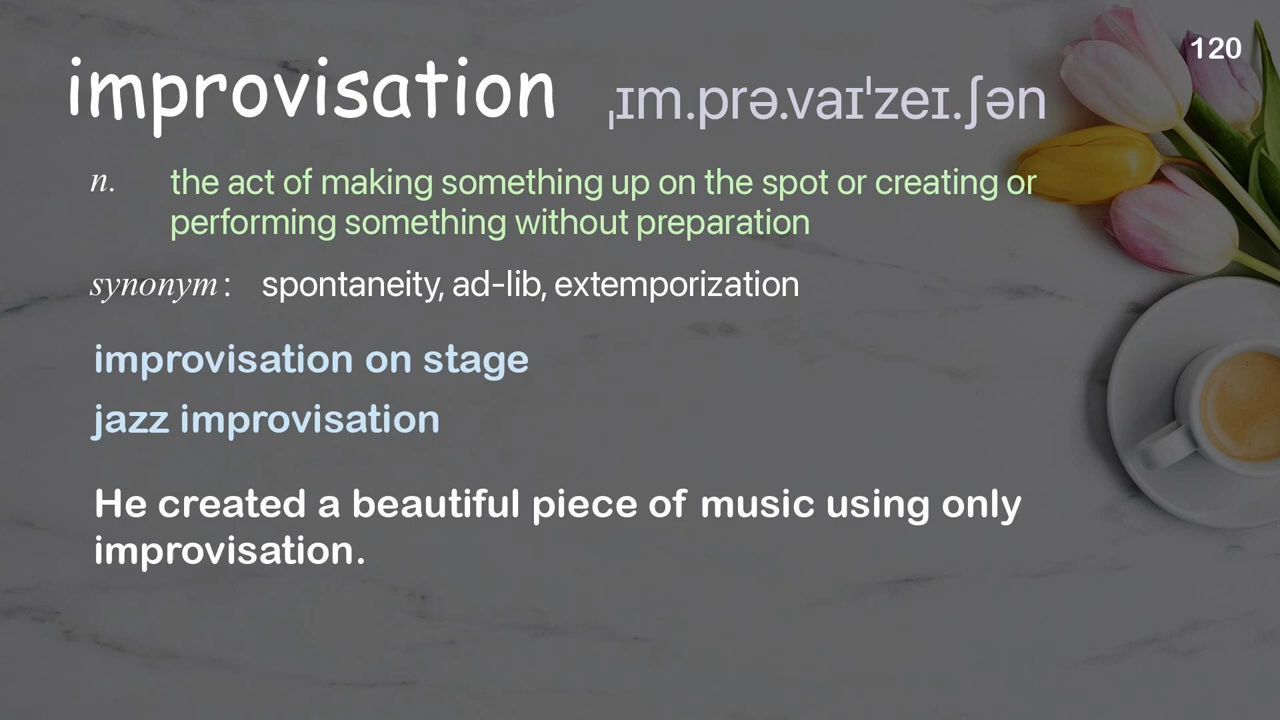 120
improvisation ˌɪm.prə.vaɪˈzeɪ.ʃən
n. the act of making something up on the spot or creating or
performing something without preparation
synonym : spontaneity, ad-lib, extemporization
improvisation on stage
jazz improvisation
He created a beautiful piece of music using only
improvisation.